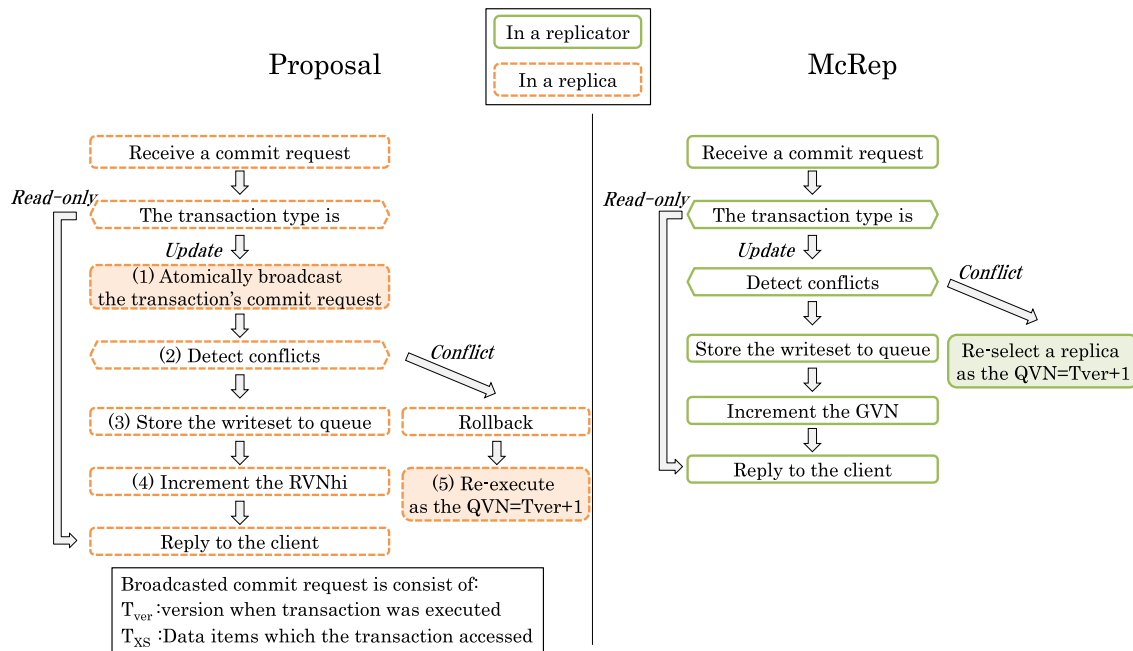 In a replicator
In a replica
Proposal
Receive a commit request
Read-only
The transaction type is
Update
(1) Atomically broadcast
the transaction's commit request
(2) Detect conflicts
Conflict
(3) Store the writeset to queue
Rollback
(4) Increment the RVNhi
(5) Re-execute
as the QVN=Tver+1
Reply to the client
Broadcasted commit request is consist of:
Tver :version when transaction was executed
TXS :Data items which the transaction accessed
McRep
Receive a commit request
Read-only
The transaction type is
Update
Detect conflicts
Conflict
Store the writeset to queue
Re-select a replica
as the QVN=Tver+1
Increment the GVN
Reply to the client